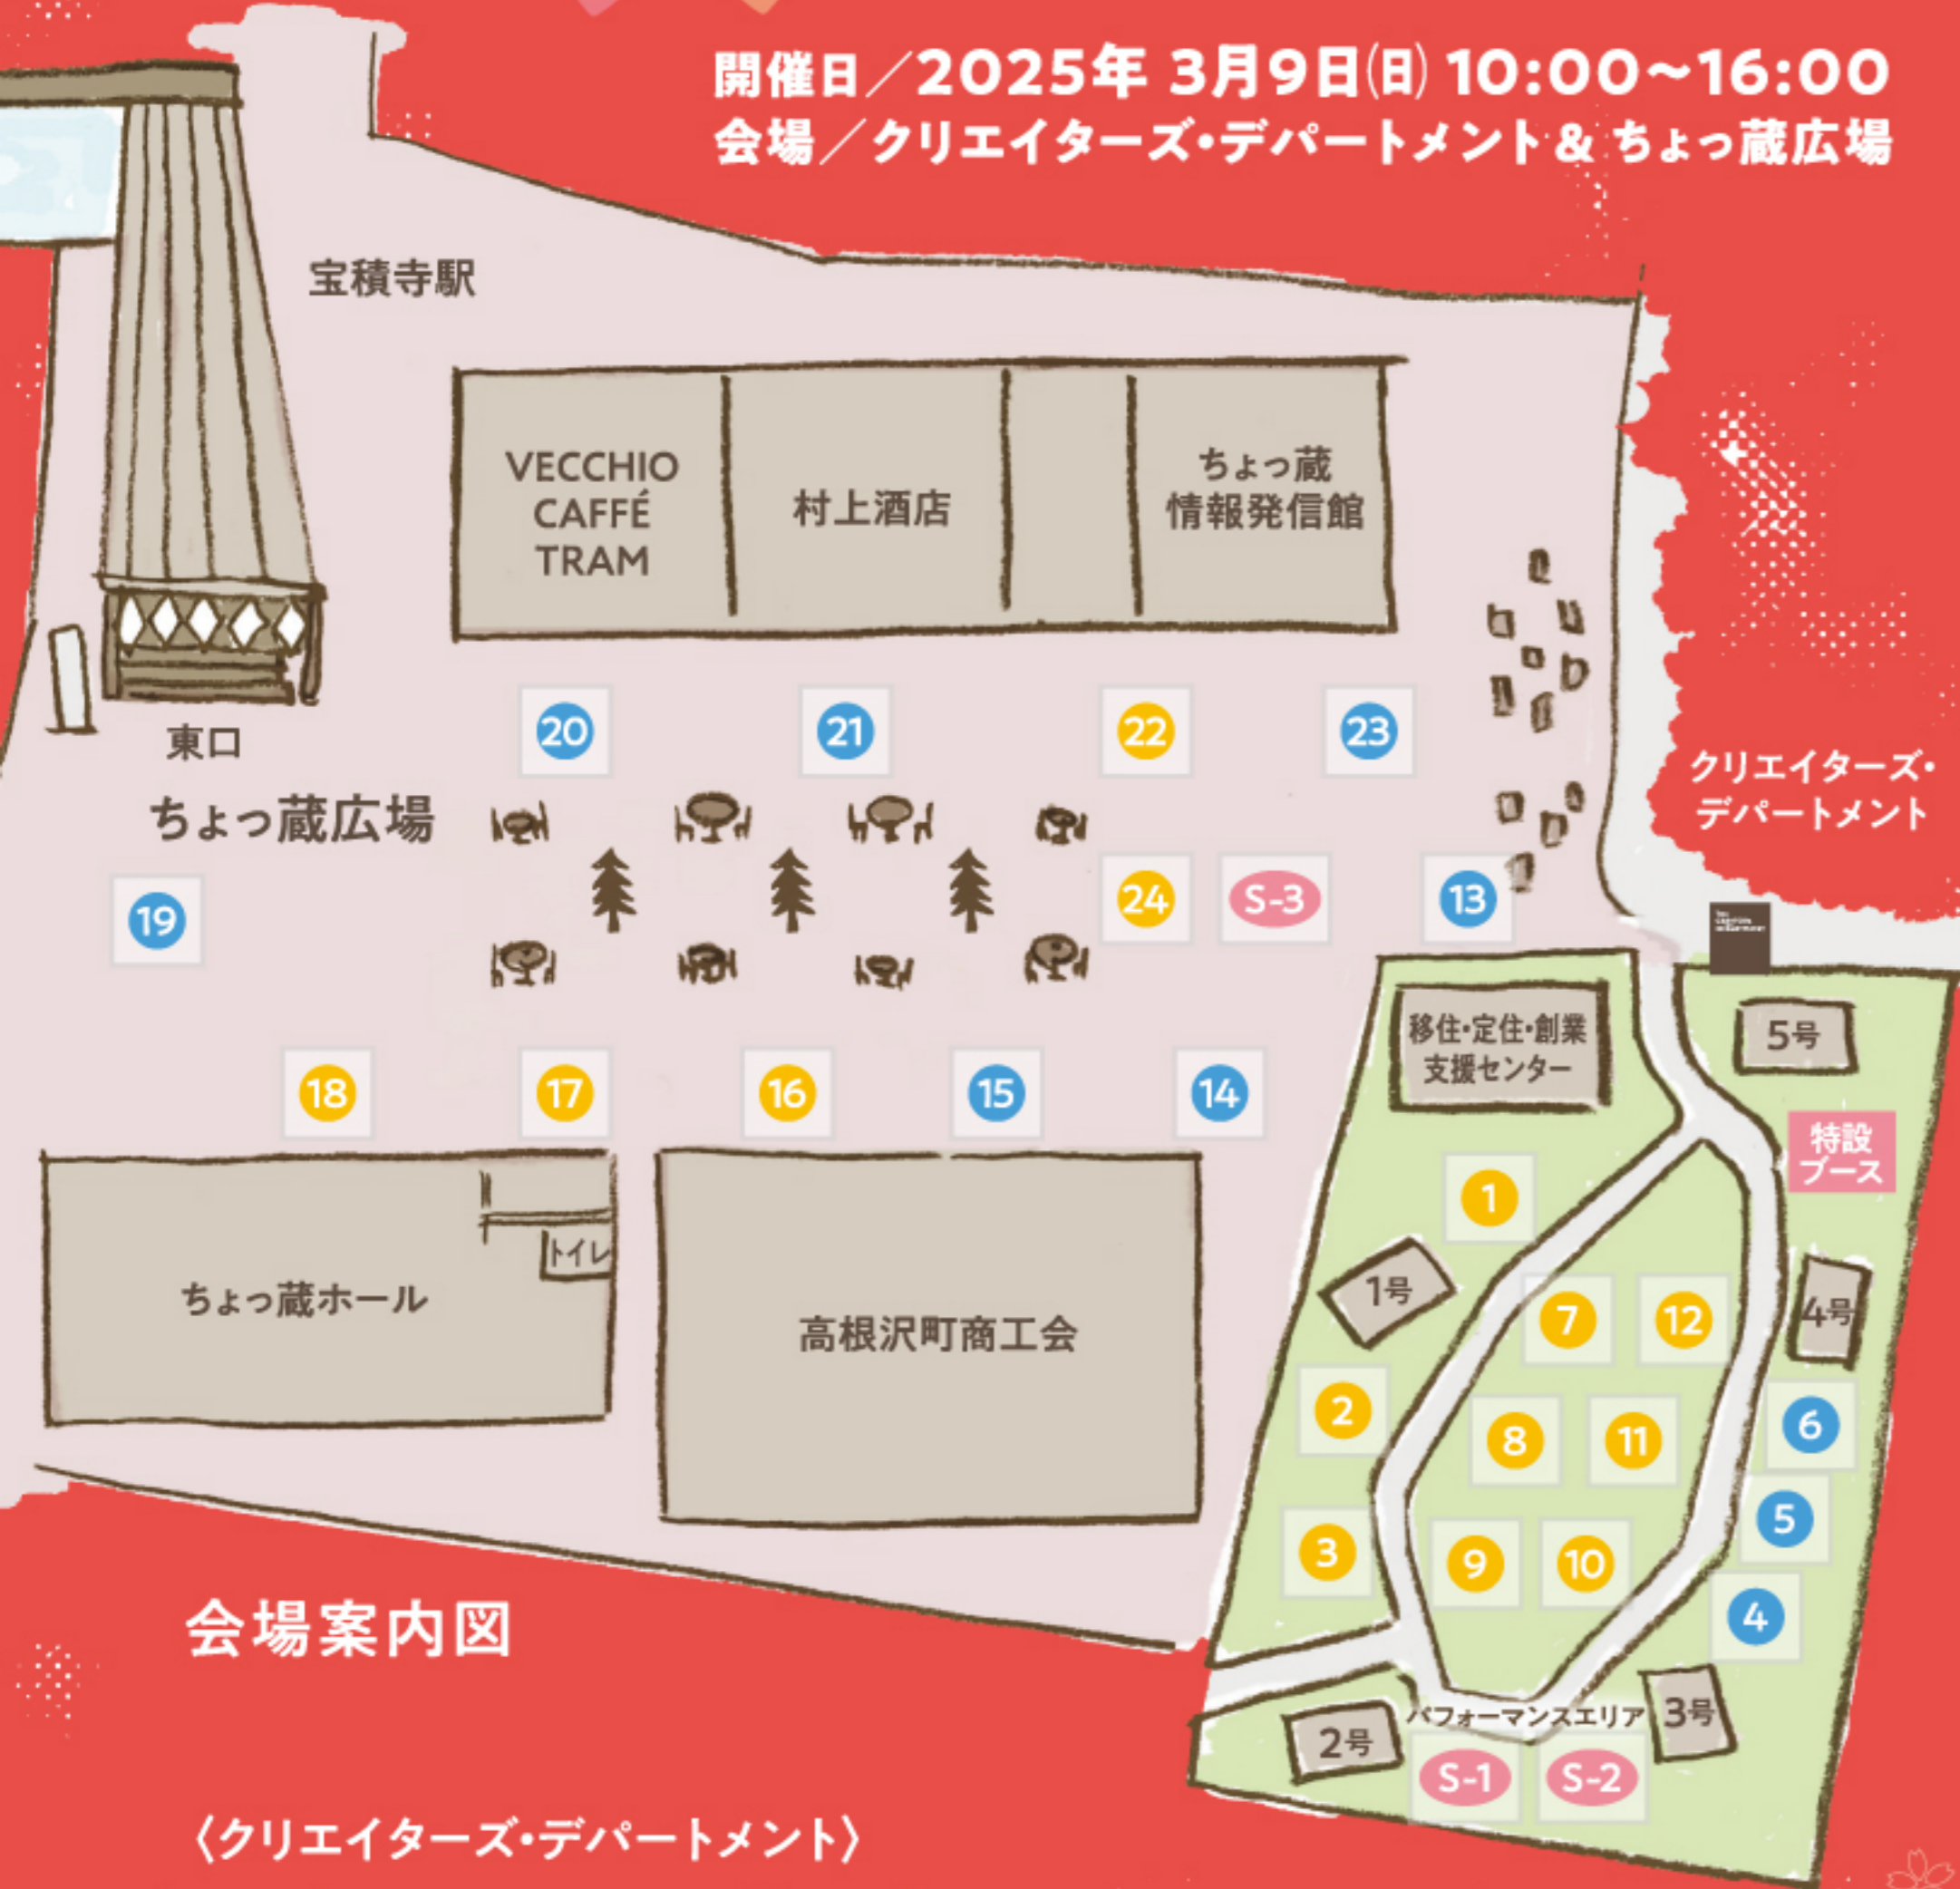 開催日／2025年 3月9日㈰ 10:00~16:00
会場／クリエイターズ・デパートメント& ちょっ蔵広場
宝積寺駅
VECCHIO
CAFFÉ
TRAM
村上酒店
ちょっ蔵
情報発信館
東口
20
21
22
23
クリエイターズ・
デパートメント
ちょっ蔵広場
19
24
S-3
13
移住・定住・創業
支援センター
5号
18
17
16
15
14
特設
ブース
1
トイレ
ちょっ蔵ホール
高根沢町商工会
1号
7
12
4号
2
8
11
6
3
9
10
5
4
会場案内図
2号
パフォーマンスエリア
3号
S-1
S-2
〈クリエイターズ・デパートメント〉